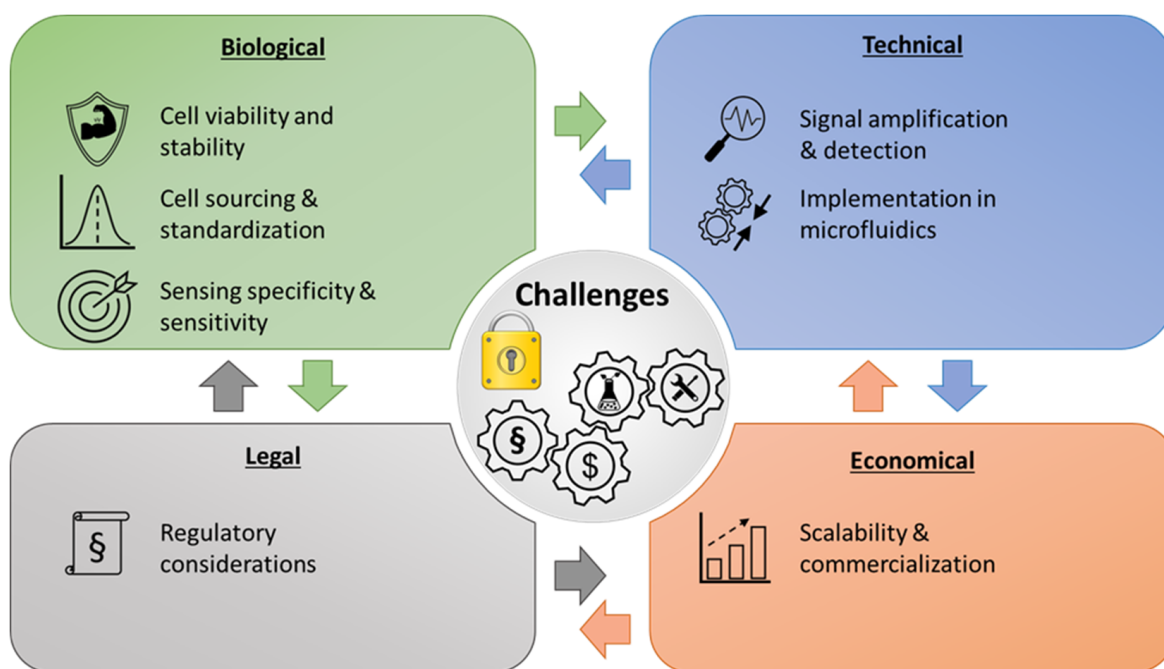 Biological
Cell viability and
stability
Cell sourcing &
standardization
Sensing specificity &
sensitivity
Technical
Signal amplification
& detection
Implementation in
microfluidics
Challenges
§
$
Legal
§
Regulatory
considerations
Economical
Scalability &
commercialization